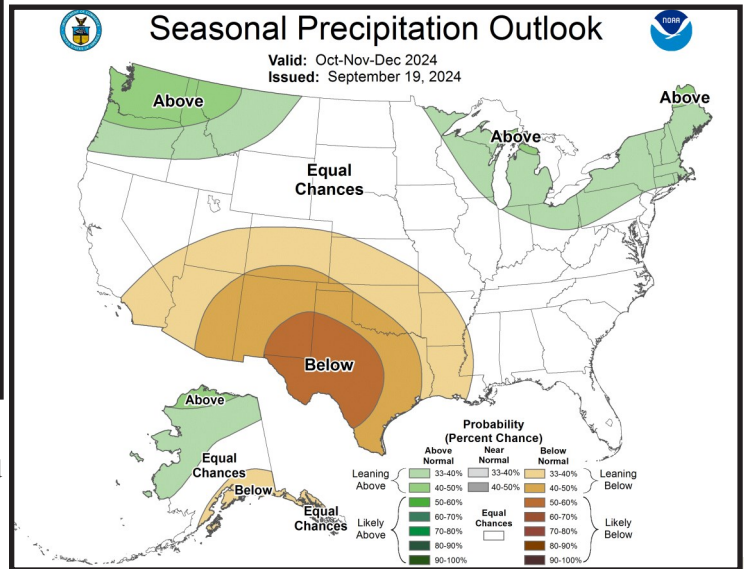 Seasonal Precipitation Outlook
NOAA
Valid: Oct-Nov-Dec 2024
Issued: September 19, 2024
Above
Above
Above
Equal
Chances
Below
Above
Equal
Chances
Below
Equal
Chances
Probability
(Percent Chance)
Above Normal
Near Normal
Below Normal
Leaning Above
33-40% 33-40% 33-40%
40-50% 40-50% 40-50%
Leaning Below
Likely Above
50-60% 50-60%
60-70% 60-70%
70-80% 70-80%
80-90% 80-90%
90-100% 90-100%
Equal
Chances
Likely Below